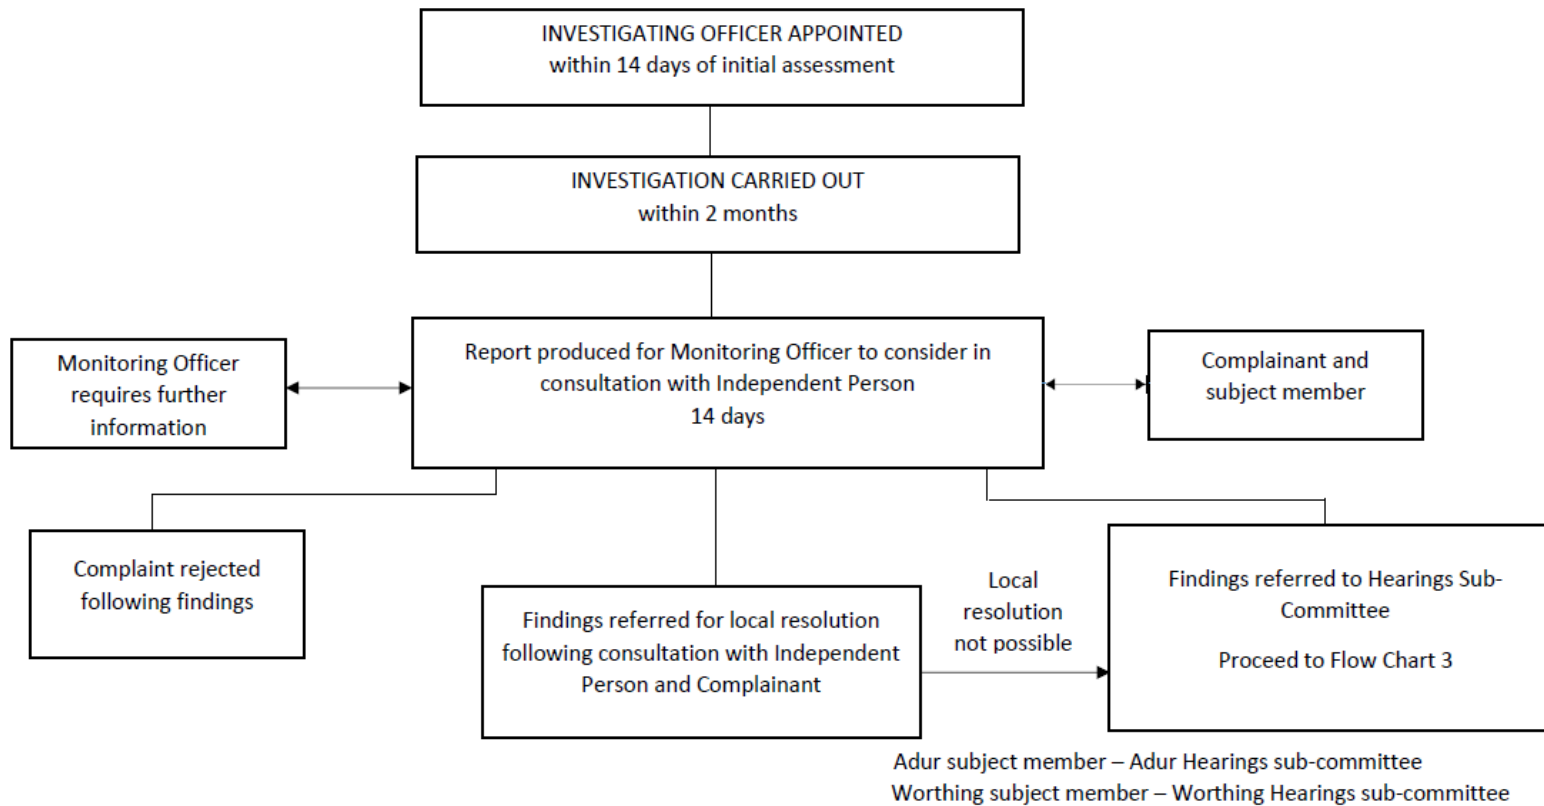 INVESTIGATING OFFICER APPOINTED
within 14 days of initial assessment
INVESTIGATION CARRIED OUT
within 2 months
Report produced for Monitoring Officer to consider in
consultation with Independent Person
14 days
Monitoring Officer
requires further
information
Complainant and
subject member
Complaint rejected
following findings
Findings referred for local resolution
following consultation with Independent
Person and Complainant
Local
resolution
not possible
Findings referred to Hearings Sub-
Committee
Proceed to Flow Chart 3
Adur subject member – Adur Hearings sub-committee
Worthing subject member – Worthing Hearings sub-committee